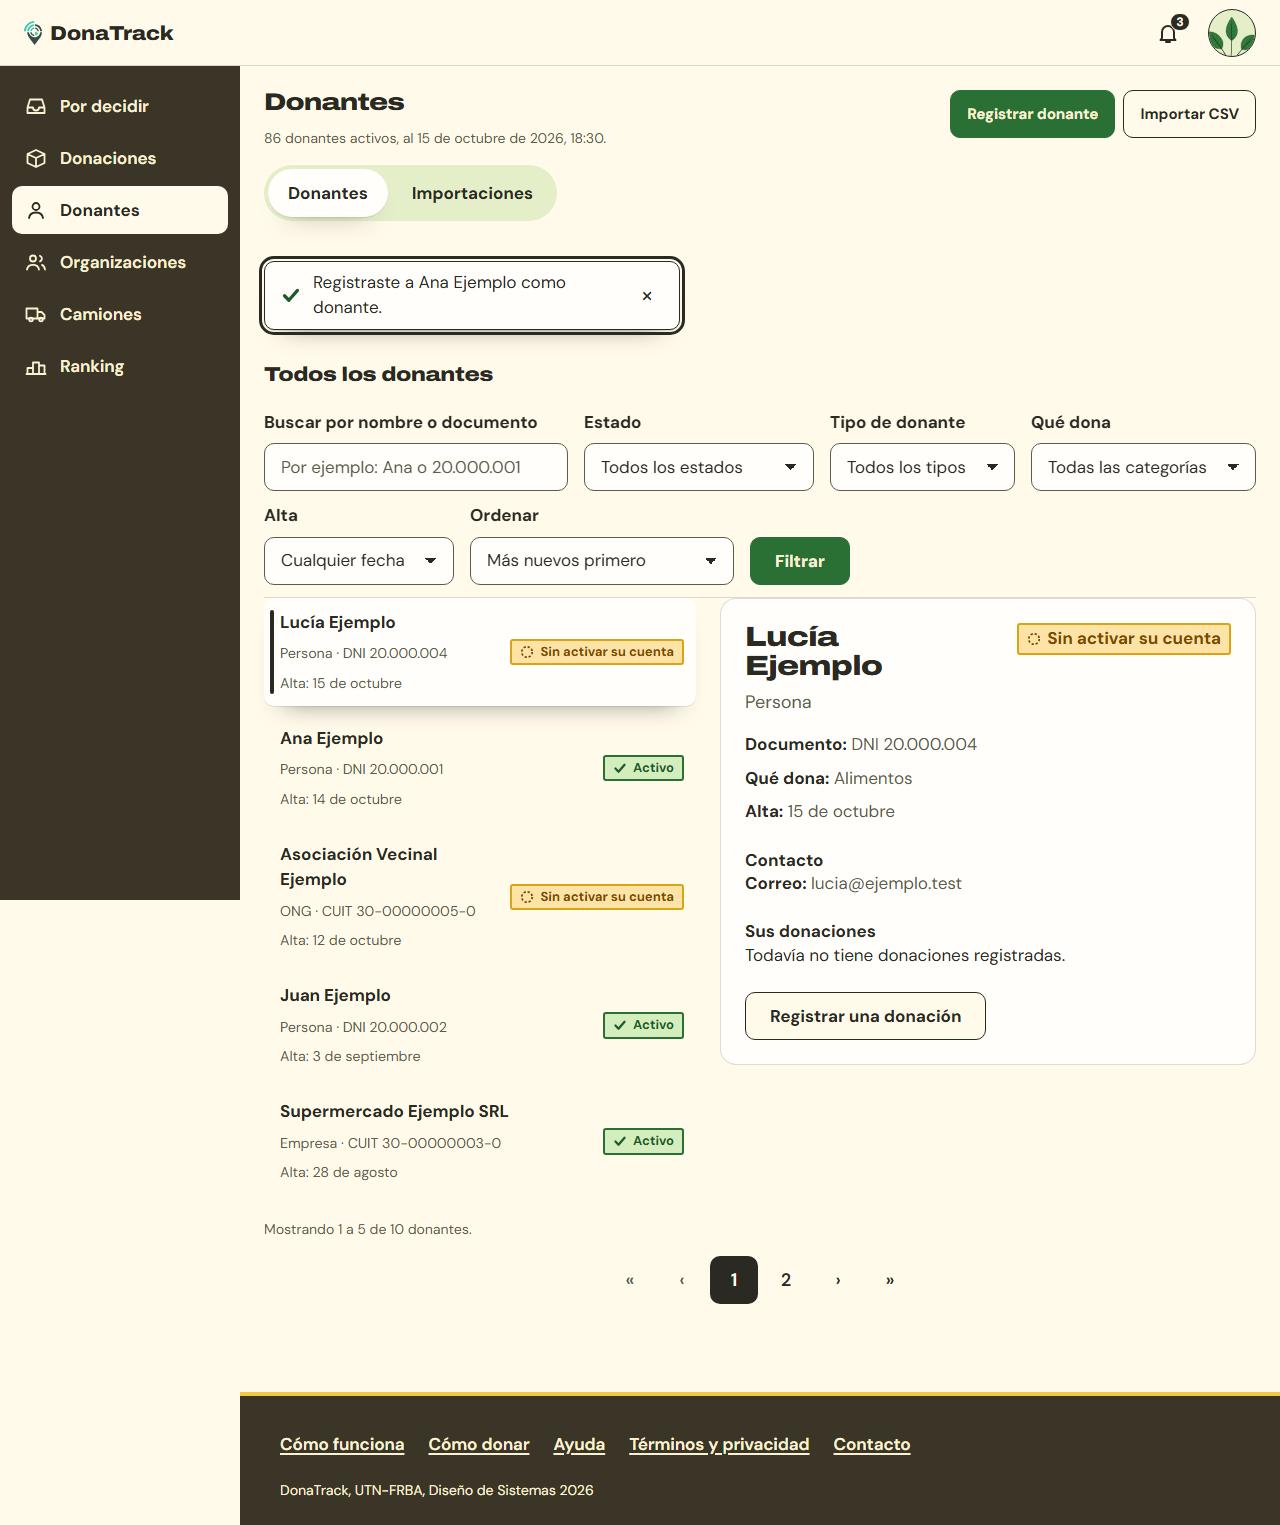 DonaTrack
3
Por decidir
Donaciones
Donantes
Organizaciones
Camiones
Ranking
Donantes
86 donantes activos, al 15 de octubre de 2026, 18:30.
Registrar donante
Importar CSV
Donantes
Importaciones
Registraste a Ana Ejemplo como
donante.
×
Todos los donantes
Buscar por nombre o documento
Por ejemplo: Ana o 20.000.001
Estado
Todos los estados
Tipo de donante
Todos los tipos
Qué dona
Todas las categorías
Alta
Cualquier fecha
Ordenar
Más nuevos primero
Filtrar
Lucía Ejemplo
Persona · DNI 20.000.004
Alta: 15 de octubre
Sin activar su cuenta
Ana Ejemplo
Persona · DNI 20.000.001
Alta: 14 de octubre
Activo
Asociación Vecinal
Ejemplo
ONG · CUIT 30-00000005-0
Alta: 12 de octubre
Sin activar su cuenta
Juan Ejemplo
Persona · DNI 20.000.002
Alta: 3 de septiembre
Activo
Supermercado Ejemplo SRL
Empresa · CUIT 30-00000003-0
Alta: 28 de agosto
Activo
Lucía
Ejemplo
Sin activar su cuenta
Persona
Documento: DNI 20.000.004
Qué dona: Alimentos
Alta: 15 de octubre
Contacto
Correo: lucia@ejemplo.test
Sus donaciones
Todavía no tiene donaciones registradas.
Registrar una donación
Mostrando 1 a 5 de 10 donantes.
« ‹ 1 2 › »
Cómo funciona Cómo donar Ayuda Términos y privacidad Contacto
DonaTrack, UTN-FRBA, Diseño de Sistemas 2026